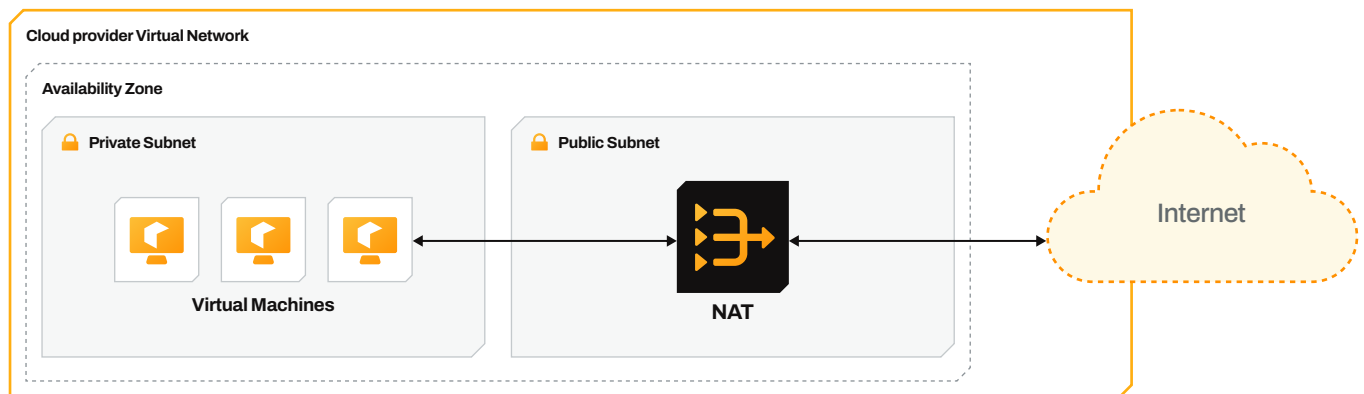 Cloud provider Virtual Network
Availability Zone
Private Subnet
Public Subnet
Internet
Virtual Machines
NAT